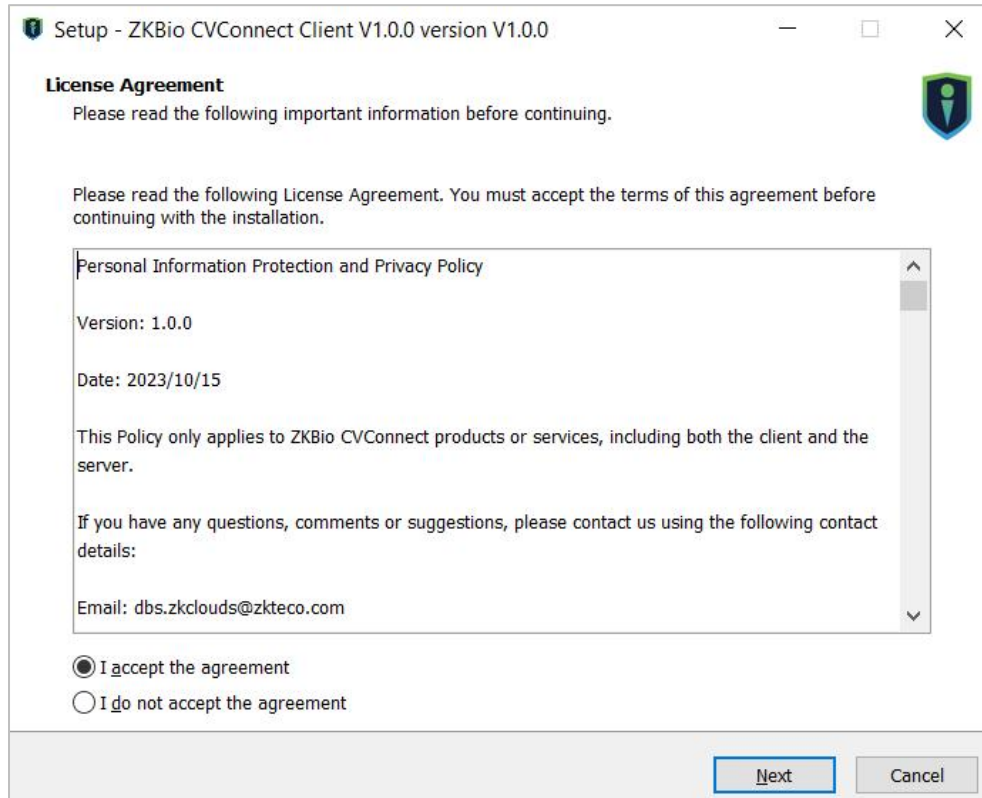 Setup - ZKBio CVConnect Client V1.0.0 version V1.0.0
License Agreement
Please read the following important information before continuing.
Please read the following License Agreement. You must accept the terms of this agreement before
continuing with the installation.
Personal Information Protection and Privacy Policy
Version: 1.0.0
Date: 2023/10/15
This Policy only applies to ZKBio CVConnect products or services, including both the client and the
server.
If you have any questions, comments or suggestions, please contact us using the following contact
details:
Email: dbs.zkclouds@zkteco.com
I accept the agreement
I do not accept the agreement
Next
Cancel